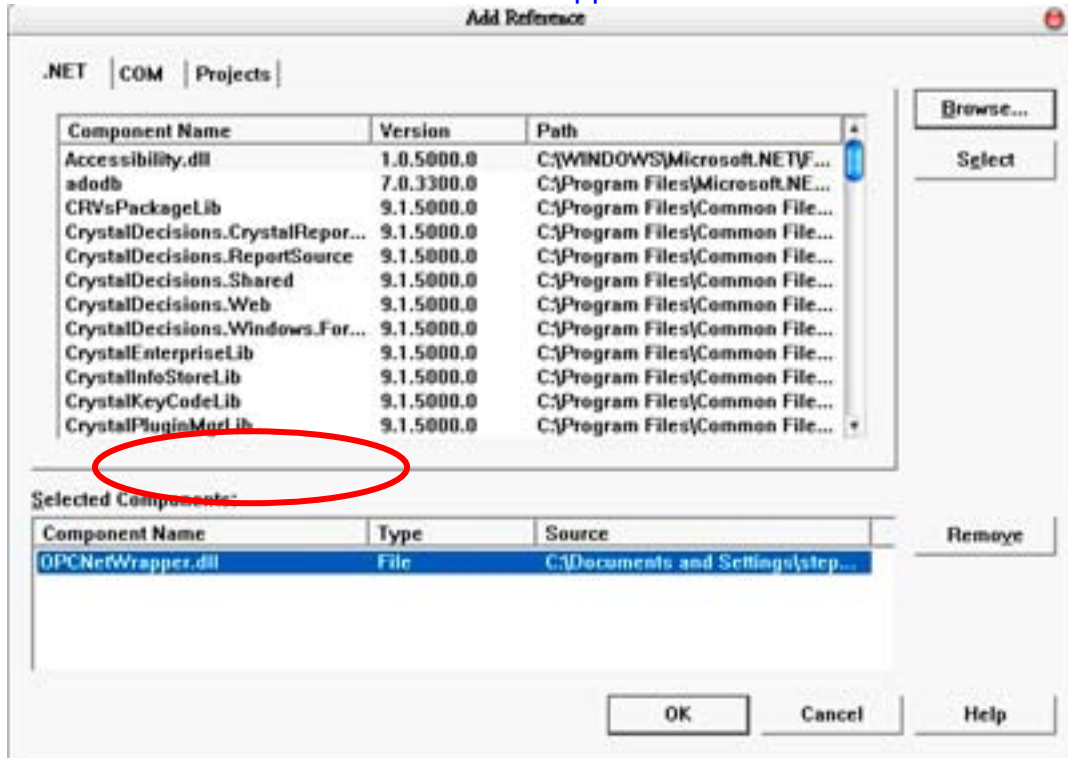 Add Reference
.NET COM Projects
Browse...
Select
Component Name Version Path
Accessibility.dll 1.0.5000.0 C:\WINDOWS\Microsoft.NET\F...
adodb 7.0.3300.0 C:\Program Files\Microsoft.NE...
CRVsPackageLib 9.1.5000.0 C:\Program Files\Common File...
CrystalDecisions.CrystalRepor... 9.1.5000.0 C:\Program Files\Common File...
CrystalDecisions.ReportSource 9.1.5000.0 C:\Program Files\Common File...
CrystalDecisions.Shared 9.1.5000.0 C:\Program Files\Common File...
CrystalDecisions.Web 9.1.5000.0 C:\Program Files\Common File...
CrystalDecisions.Windows.For... 9.1.5000.0 C:\Program Files\Common File...
CrystalEnterpriseLib 9.1.5000.0 C:\Program Files\Common File...
CrystalInfoStoreLib 9.1.5000.0 C:\Program Files\Common File...
CrystalKeyCodeLib 9.1.5000.0 C:\Program Files\Common File...
CrystalPluginMgrLib 9.1.5000.0 C:\Program Files\Common File...
Selected Components:
Component Name Type Source
Remove
OPCNetWrapper.dll File C:\Documents and Settings\step...
OK Cancel Help